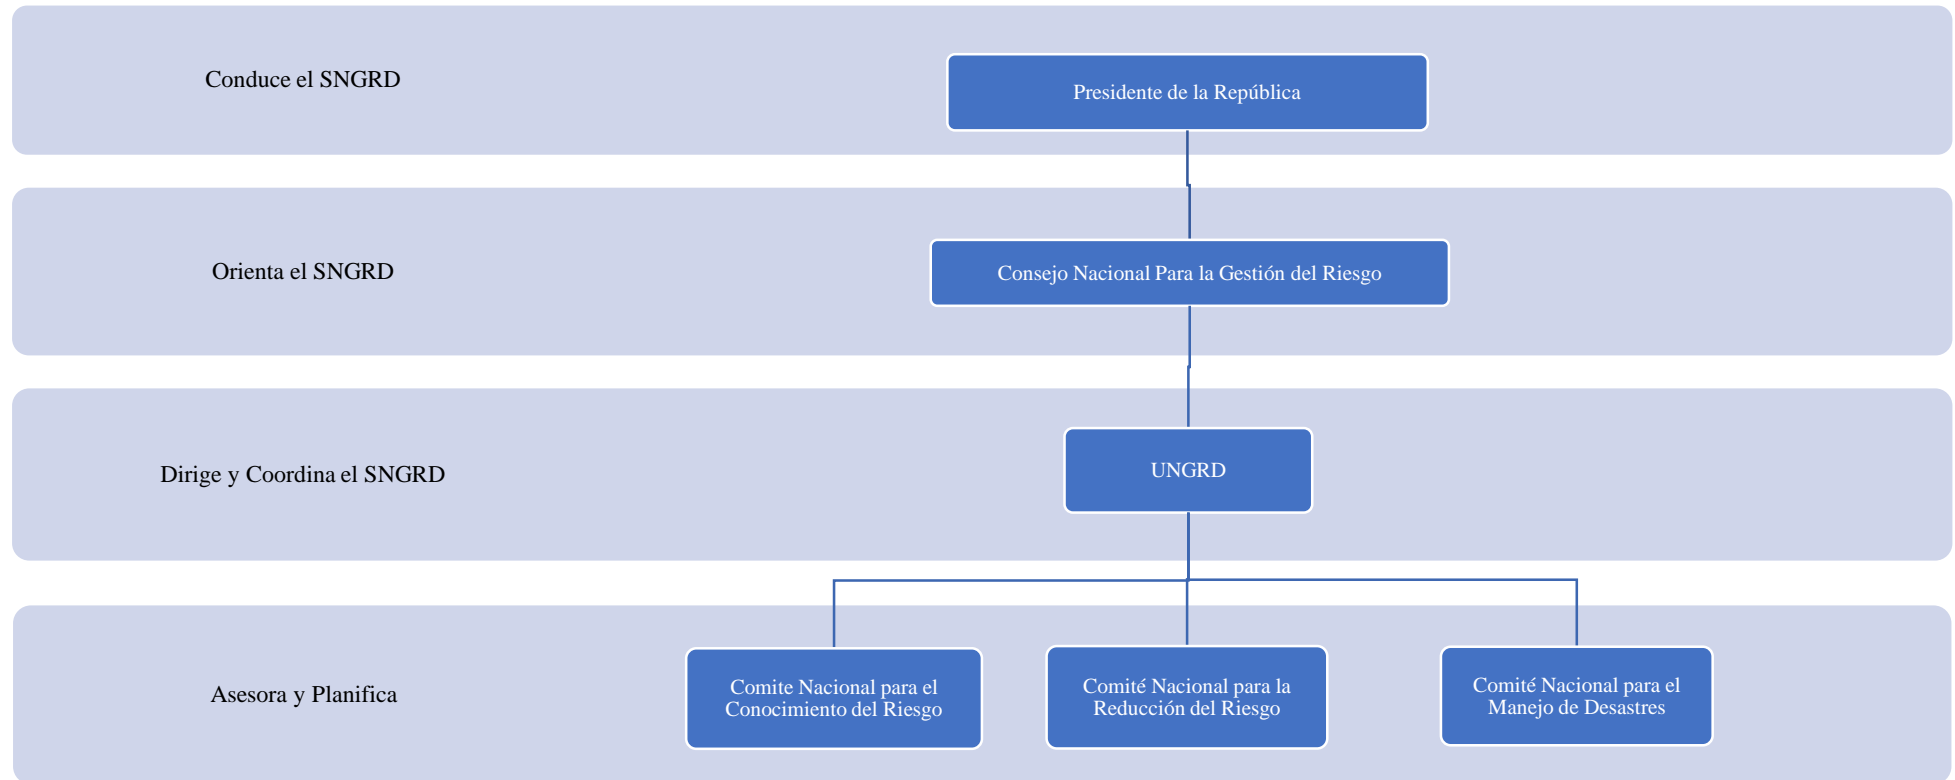 Conduce el SNGRD
Presidente de la República
Orienta el SNGRD
Consejo Nacional Para la Gestión del Riesgo
Dirige y Coordina el SNGRD
UNGRD
Asesora y Planifica
Comite Nacional para el
Conocimiento del Riesgo
Comité Nacional para la
Reducción del Riesgo
Comité Nacional para el
Manejo de Desastres